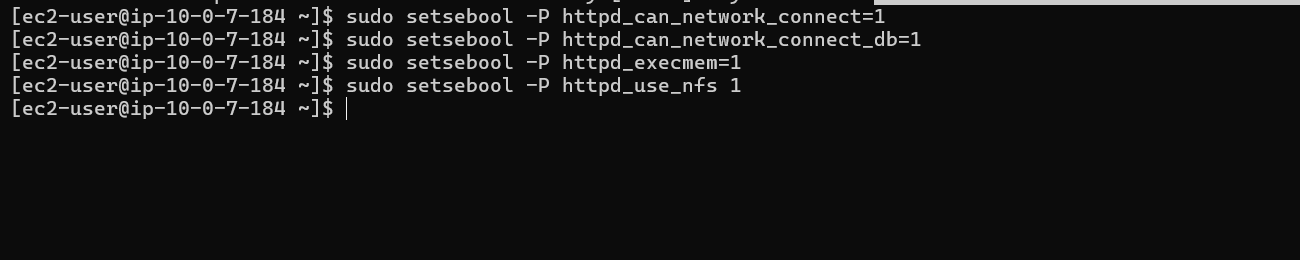 [ec2-user@ip-10-0-7-184 ~]$ sudo setsebool -P httpd_can_network_connect=1
[ec2-user@ip-10-0-7-184 ~]$ sudo setsebool -P httpd_can_network_connect_db=1
[ec2-user@ip-10-0-7-184 ~]$ sudo setsebool -P httpd_execmem=1
[ec2-user@ip-10-0-7-184 ~]$ sudo setsebool -P httpd_use_nfs 1
[ec2-user@ip-10-0-7-184 ~]$